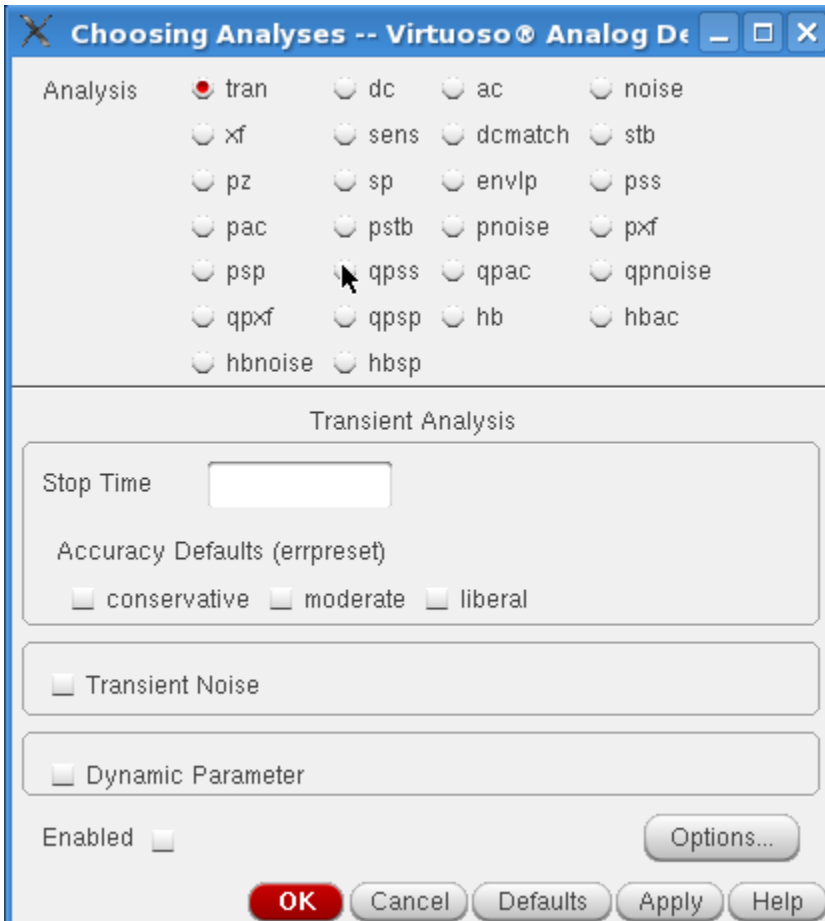 Choosing Analyses -- Virtuoso® Analog De
Analysis tran dc ac noise
xf sens dcmatch stb
pz sp envlp pss
pac pstb pnoise pxf
psp qpss qpac qpnoise
qpxf qpsp hb hbac
hbnoise hbsp
Transient Analysis
Stop Time
Accuracy Defaults (errpreset)
conservative moderate liberal
Transient Noise
Dynamic Parameter
Enabled Options...
OK Cancel Defaults Apply Help